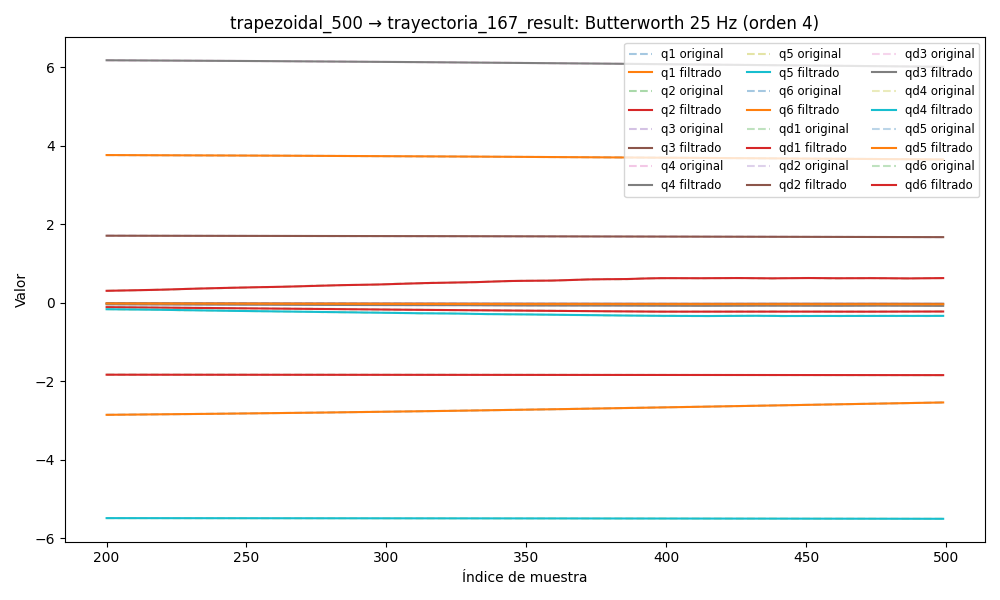 trapezoidal_500 → trayectoria_167_result: Butterworth 25 Hz (orden 4)
q1 original
q1 filtrado
q2 original
q2 filtrado
q3 original
q3 filtrado
q4 original
q4 filtrado
q5 original
q5 filtrado
q6 original
q6 filtrado
qd1 original
qd1 filtrado
qd2 original
qd2 filtrado
qd3 original
qd3 filtrado
qd4 original
qd4 filtrado
qd5 original
qd5 filtrado
qd6 original
qd6 filtrado
Valor
6
4
2
0
−2
−4
−6
200
250
300
350
400
450
500
Índice de muestra